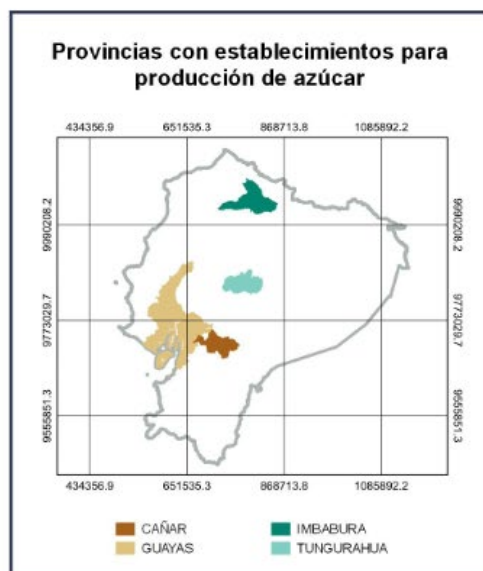 Provincias con establecimientos para
producción de azúcar
434356.9 651535.3 868713.8 1085892.2
9990208.2 9990208.2
9773029.7 9773029.7
9555851.3 9555851.3
434356.9 651535.3 868713.8 1085892.2
CAÑAR IMBABURA
GUAYAS TUNGURAHUA